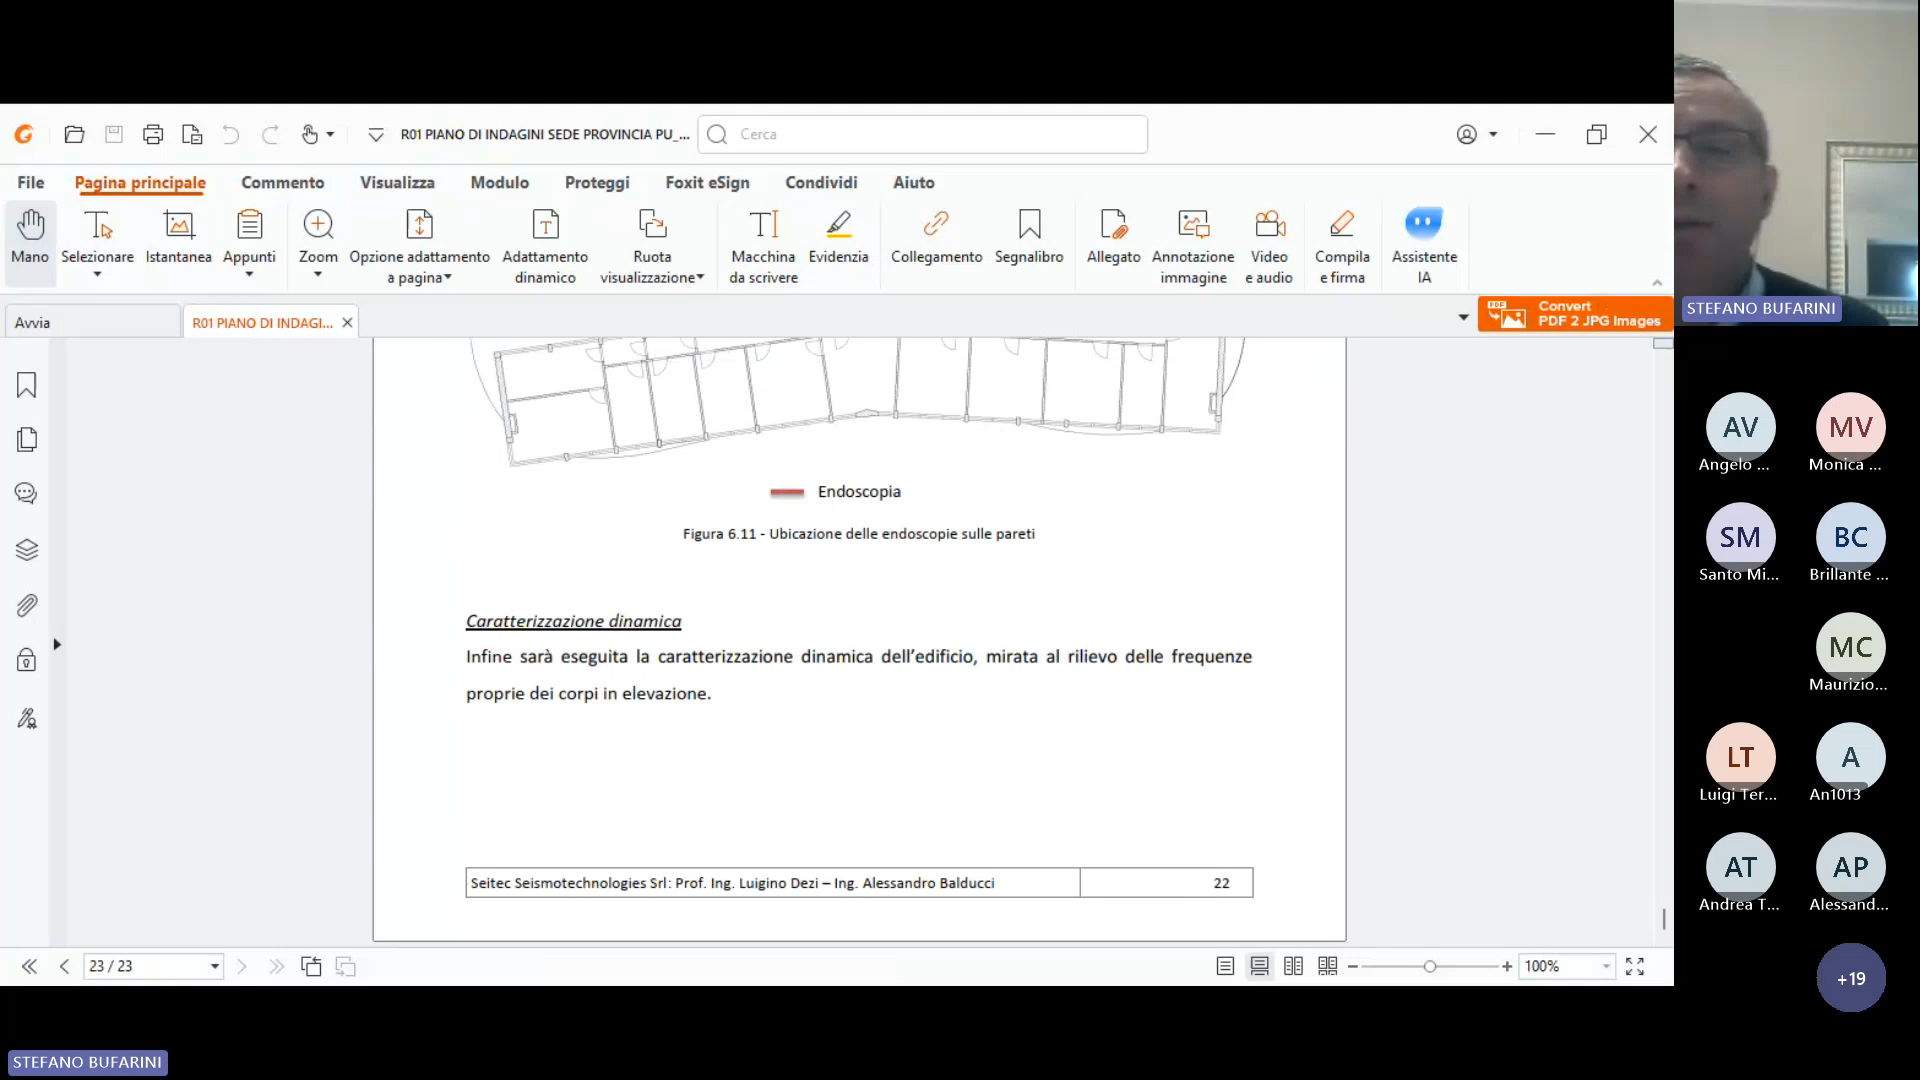 R01 PIANO DI INDAGINI SEDE PROVINCIA PU_...
Cerca
File
Pagina principale
Commento
Visualizza
Modulo
Proteggi
Foxit eSign
Condividi
Aiuto
Mano
Selezionare
Istantanea
Appunti
Zoom
Opzione adattamento
a pagina
Adattamento
dinamico
Ruota
visualizzazione
Macchina
da scrivere
Evidenzia
Collegamento
Segnalibro
Allegato
Annotazione
immagine
Video
e audio
Compila
e firma
Assistente
IA
Avvia
R01 PIANO DI INDAGI...
PDF
Convert
PDF 2 JPG Images
Endoscopia
Figura 6.11 - Ubicazione delle endoscopie sulle pareti
Caratterizzazione dinamica
Infine sarà eseguita la caratterizzazione dinamica dell’edificio, mirata al rilievo delle frequenze
proprie dei corpi in elevazione.
Seitec Seismotechnologies Srl: Prof. Ing. Luigino Dezi – Ing. Alessandro Balducci
22
23 / 23
100%
STEFANO BUFARINI
AV
Angelo ...
MV
Monica ...
SM
Santo Mi...
BC
Brillante ...
MC
Maurizio...
LT
Luigi Ter...
A
An1013
AT
Andrea T...
AP
Alessand...
+19
STEFANO BUFARINI